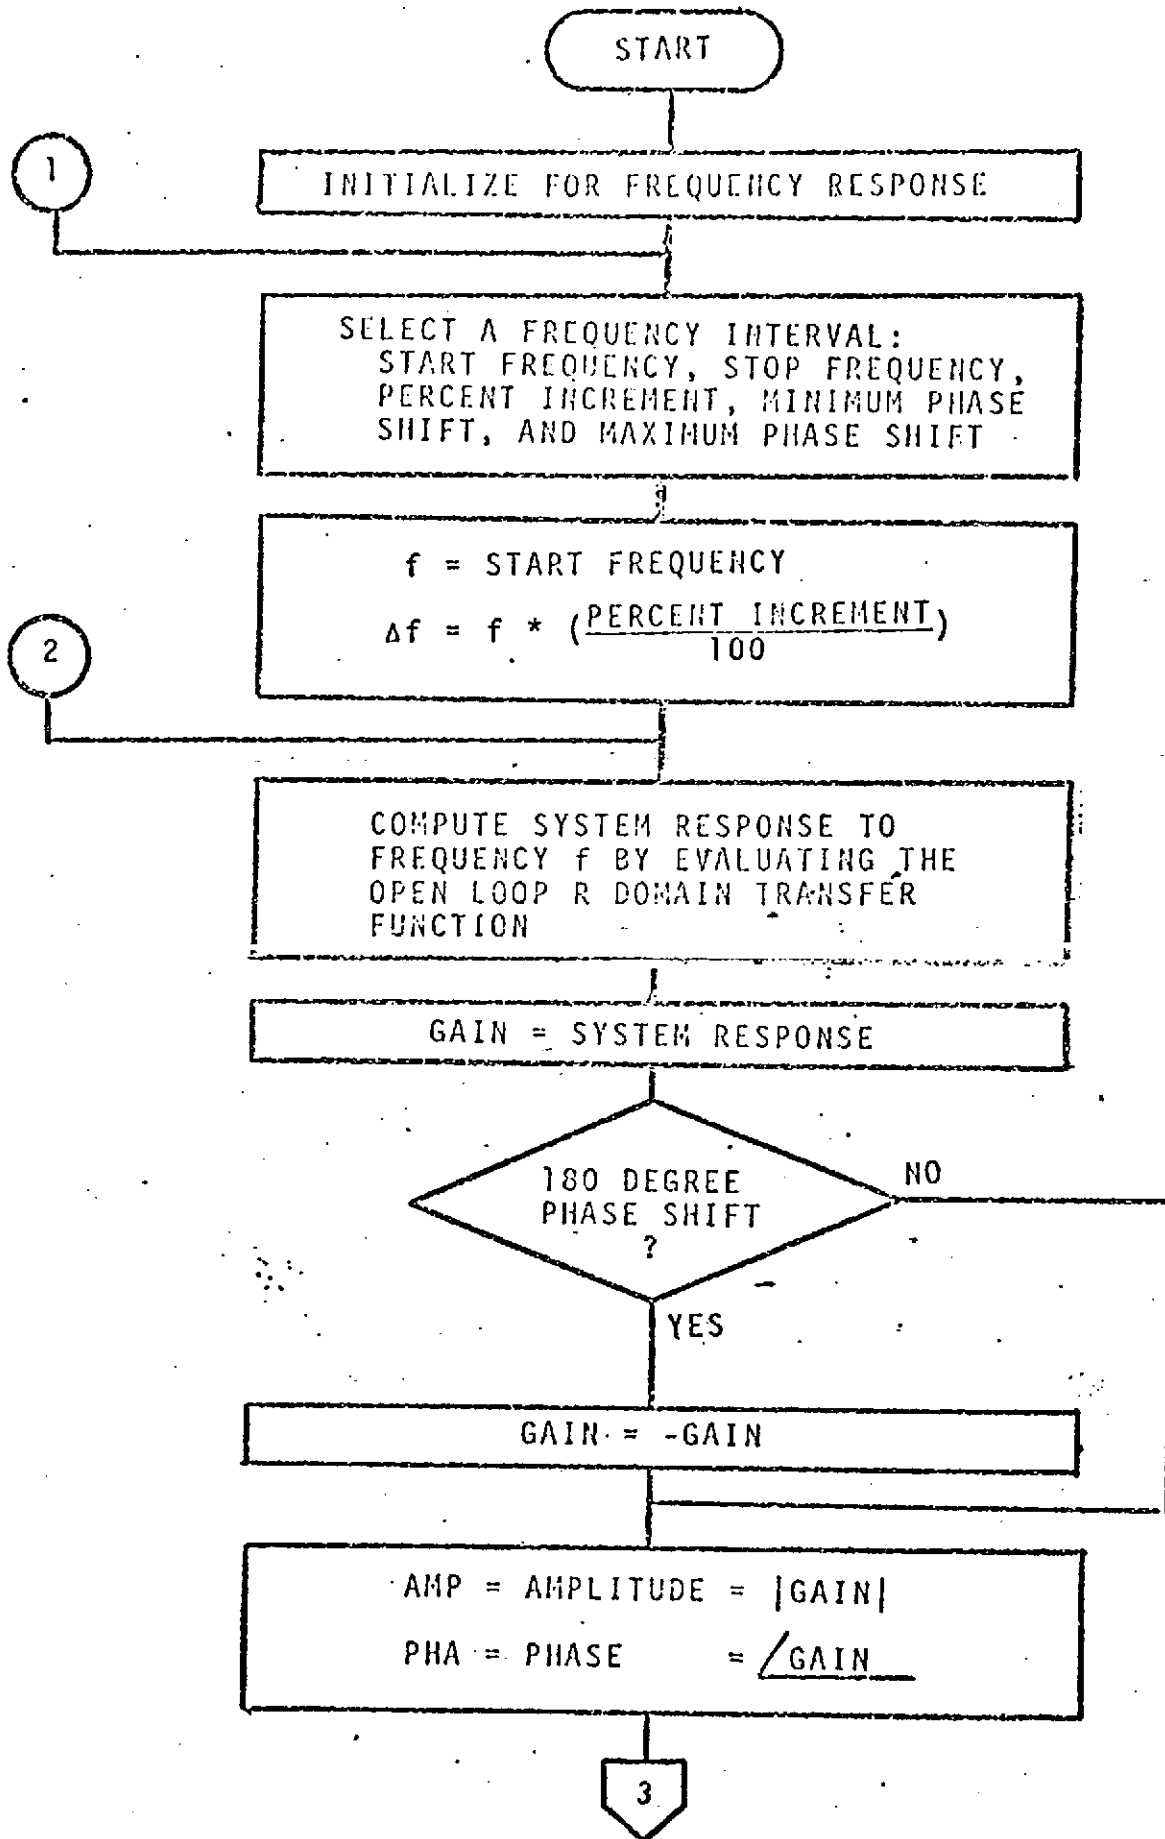 START
1
INITIALIZE FOR FREQUENCY RESPONSE
SELECT A FREQUENCY INTERVAL:
START FREQUENCY, STOP FREQUENCY,
PERCENT INCREMENT, MINIMUM PHASE
SHIFT, AND MAXIMUM PHASE SHIFT
f = START FREQUENCY
Δf = f * (PERCENT INCREMENT/100)
2
COMPUTE SYSTEM RESPONSE TO
FREQUENCY f BY EVALUATING THE
OPEN LOOP R DOMAIN TRANSFER
FUNCTION
GAIN = SYSTEM RESPONSE
180 DEGREE
PHASE SHIFT
?
NO
YES
GAIN = -GAIN
AMP = AMPLITUDE = |GAIN|
PHA = PHASE = /GAIN
3